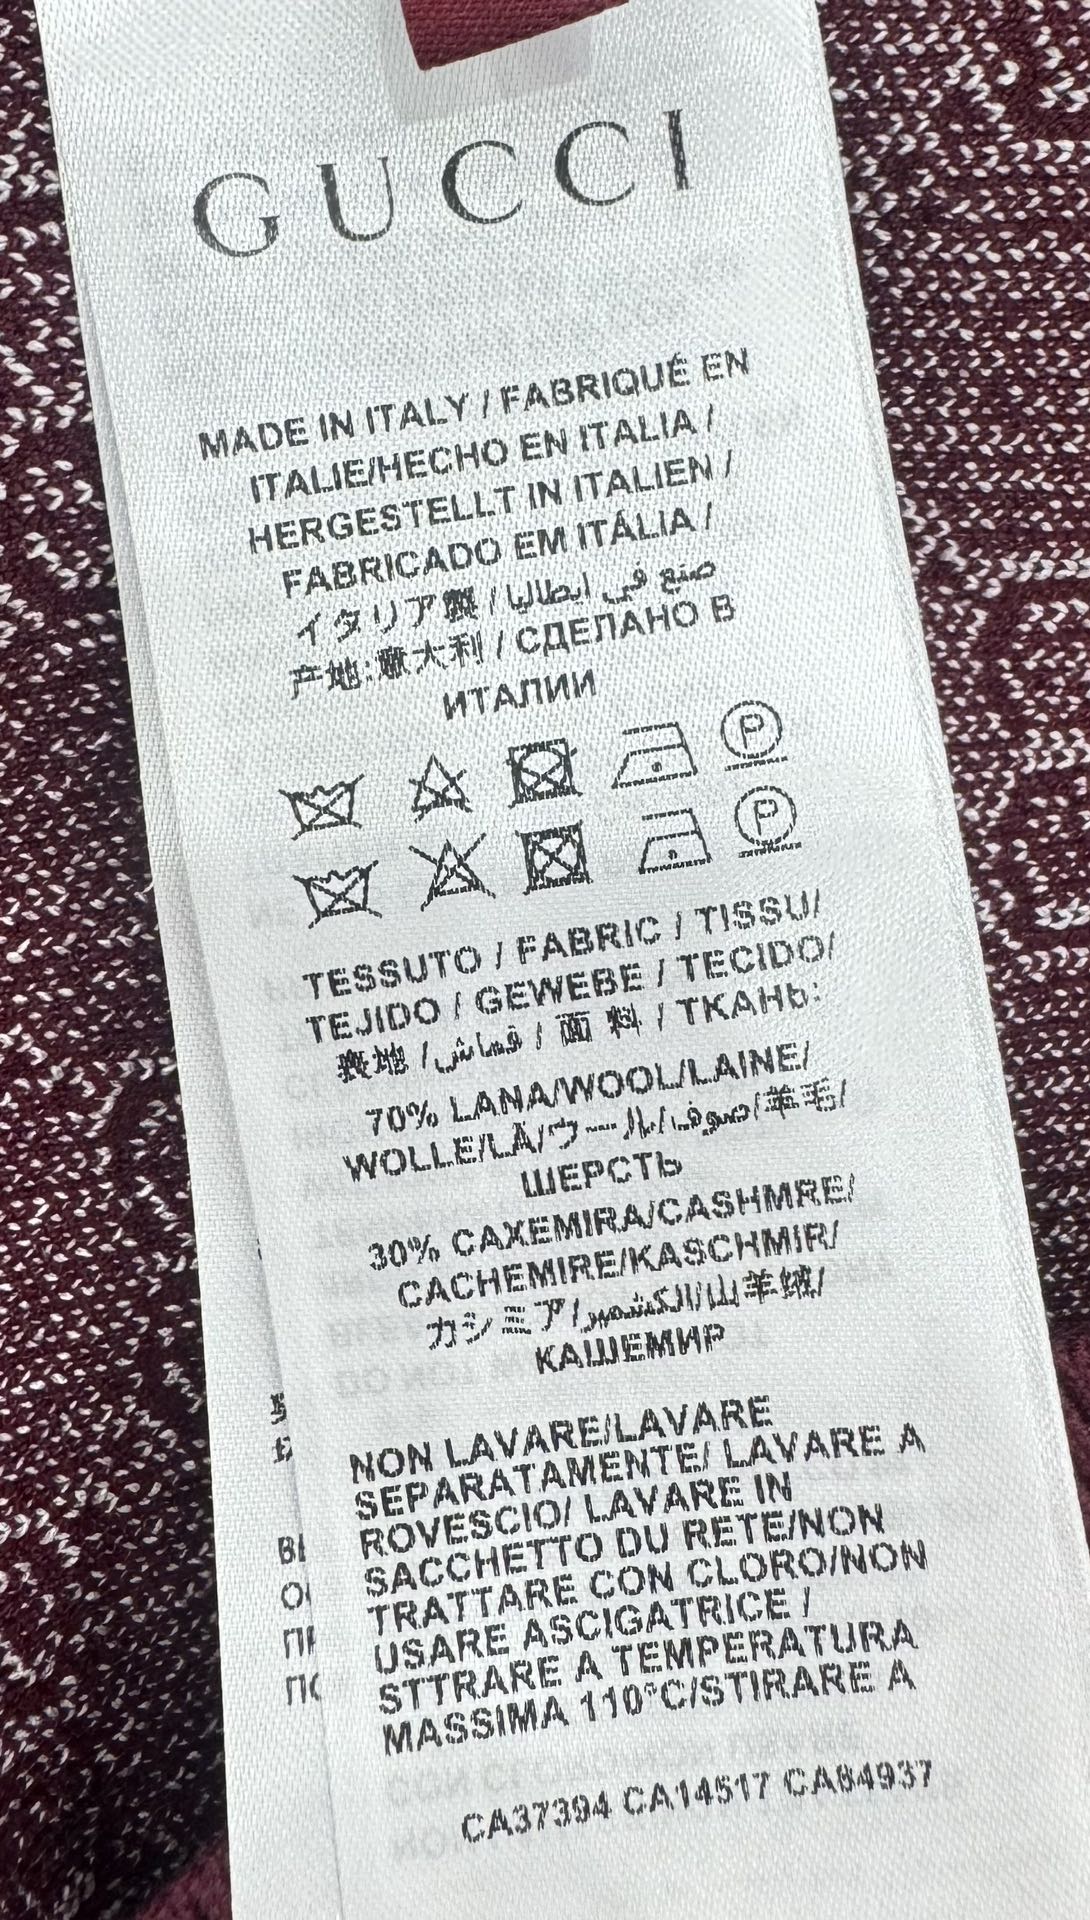 GUCCI
MADE IN ITALY / FABRIQUÉ EN
ITALIE/HECHO EN ITALIA /
HERGESTELLT IN ITALIEN /
FABRICADO EM ITÁLIA /
イタリア製 / صنع في ايطاليا
产地:意大利 / СДЕЛАНО В
ИТАЛИИ
P
P
TESSUTO / FABRIC / TISSU/
TEJIDO / GEWEBE / TECIDO/
表地 / قماش / 面 料 / ТКАНЬ:
70% LANA/WOOL/LAINE/
WOLLE/LÃ/ウール/صوف/羊毛/
ШЕРСТЬ
30% CAXEMIRA/CASHMRE/
CACHEMIRE/KASCHMIR/
カシミア/الكشمير/山羊绒/
КАШЕМИР
NON LAVARE/LAVARE
SEPARATAMENTE/ LAVARE A
ROVESCIO/ LAVARE IN
SACCHETTO DU RETE/NON
TRATTARE CON CLORO/NON
USARE ASCIGATRICE /
STTRARE A TEMPERATURA
MASSIMA 110°C/STIRARE A
CA37394 CA14517 CA84937